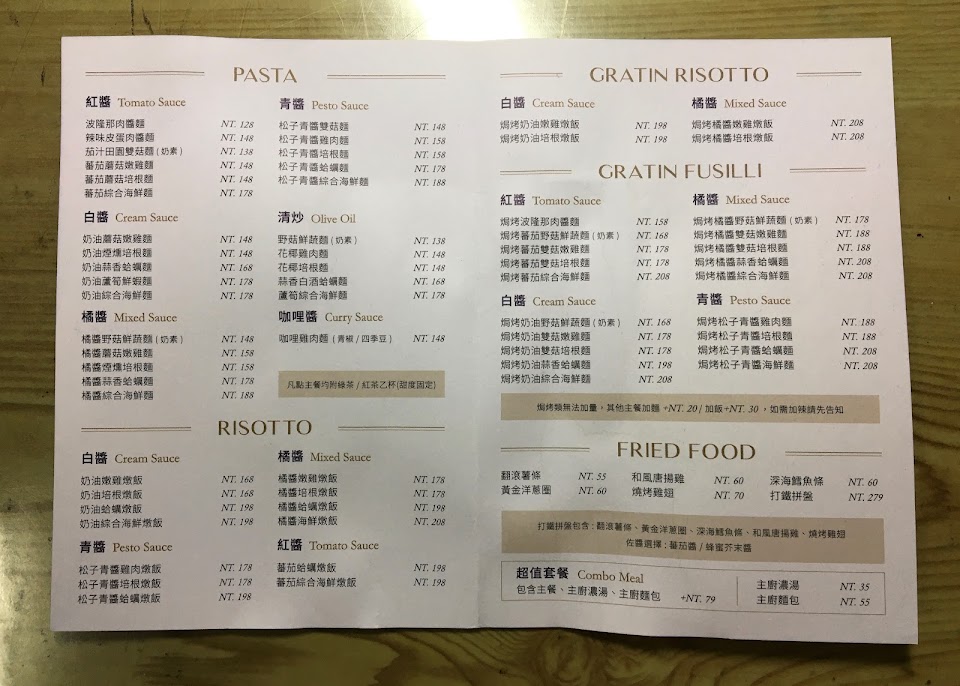 PASTA
紅醬 Tomato Sauce
波隆那肉醬麵 NT. 128
辣味皮蛋肉醬麵 NT. 148
茄汁田園雙菇麵 (奶素) NT. 138
蕃茄蘑菇嫩雞麵 NT. 148
蕃茄蘑菇培根麵 NT. 148
蕃茄綜合海鮮麵 NT. 178
青醬 Pesto Sauce
松子青醬雙菇麵 NT. 148
松子青醬雞肉麵 NT. 158
松子青醬培根麵 NT. 158
松子青醬蛤蠣麵 NT. 178
松子青醬綜合海鮮麵 NT. 188
白醬 Cream Sauce
奶油蘑菇嫩雞麵 NT. 148
奶油煙燻培根麵 NT. 148
奶油蒜香蛤蠣麵 NT. 168
奶油蘆筍鮮蝦麵 NT. 178
奶油綜合海鮮麵 NT. 178
清炒 Olive Oil
野菇鮮蔬麵 (奶素) NT. 138
花椰雞肉麵 NT. 148
花椰培根麵 NT. 148
蒜香白酒蛤蠣麵 NT. 168
蘆筍綜合海鮮麵 NT. 178
橘醬 Mixed Sauce
橘醬野菇鮮蔬麵 (奶素) NT. 148
橘醬蘑菇嫩雞麵 NT. 158
橘醬煙燻培根麵 NT. 158
橘醬蒜香蛤蠣麵 NT. 178
橘醬綜合海鮮麵 NT. 188
咖哩醬 Curry Sauce
咖哩雞肉麵 (青椒 / 四季豆) NT. 148
凡點主餐均附綠茶 / 紅茶乙杯(甜度固定)
RISOTTO
白醬 Cream Sauce
奶油嫩雞燉飯 NT. 168
奶油培根燉飯 NT. 168
奶油蛤蠣燉飯 NT. 198
奶油綜合海鮮燉飯 NT. 198
橘醬 Mixed Sauce
橘醬嫩雞燉飯 NT. 178
橘醬培根燉飯 NT. 178
橘醬蛤蠣燉飯 NT. 198
橘醬海鮮燉飯 NT. 208
青醬 Pesto Sauce
松子青醬雞肉燉飯 NT. 178
松子青醬培根燉飯 NT. 178
松子青醬蛤蠣燉飯 NT. 198
紅醬 Tomato Sauce
蕃茄蛤蠣燉飯 NT. 198
蕃茄綜合海鮮燉飯 NT. 198
GRATIN RISOTTO
白醬 Cream Sauce
焗烤奶油嫩雞燉飯 NT. 198
焗烤奶油培根燉飯 NT. 198
橘醬 Mixed Sauce
焗烤橘醬嫩雞燉飯 NT. 208
焗烤橘醬培根燉飯 NT. 208
GRATIN FUSILLI
紅醬 Tomato Sauce
焗烤波隆那肉醬麵 NT. 158
焗烤蕃茄野菇鮮蔬麵 (奶素) NT. 168
焗烤蕃茄雙菇嫩雞麵 NT. 178
焗烤蕃茄雙菇培根麵 NT. 178
焗烤蕃茄綜合海鮮麵 NT. 208
橘醬 Mixed Sauce
焗烤橘醬野菇鮮蔬麵 (奶素) NT. 178
焗烤橘醬雙菇嫩雞麵 NT. 188
焗烤橘醬雙菇培根麵 NT. 188
焗烤橘醬蒜香蛤蠣麵 NT. 208
焗烤橘醬綜合海鮮麵 NT. 208
白醬 Cream Sauce
焗烤奶油野菇鮮蔬麵 (奶素) NT. 168
焗烤奶油雙菇嫩雞麵 NT. 178
焗烤奶油雙菇培根麵 NT. 178
焗烤奶油蒜香蛤蠣麵 NT. 198
焗烤奶油綜合海鮮麵 NT. 208
青醬 Pesto Sauce
焗烤松子青醬雞肉麵 NT. 188
焗烤松子青醬培根麵 NT. 188
焗烤松子青醬蛤蠣麵 NT. 208
焗烤松子青醬海鮮麵 NT. 208
焗烤類無法加量，其他主餐加麵 +NT. 20 / 加飯+NT. 30 ，如需加辣請先告知
FRIED FOOD
翻滾薯條 NT. 55
黃金洋蔥圈 NT. 60
和風唐揚雞 NT. 60
燒烤雞翅 NT. 70
深海鱈魚條 NT. 60
打鐵拼盤 NT. 279
打鐵拼盤包含 : 翻滾薯條、黃金洋蔥圈、深海鱈魚條、和風唐揚雞、燒烤雞翅
佐醬選擇 : 蕃茄醬 / 蜂蜜芥末醬
超值套餐 Combo Meal
包含主餐、主廚濃湯、主廚麵包 +NT. 79
主廚濃湯 NT. 35
主廚麵包 NT. 55